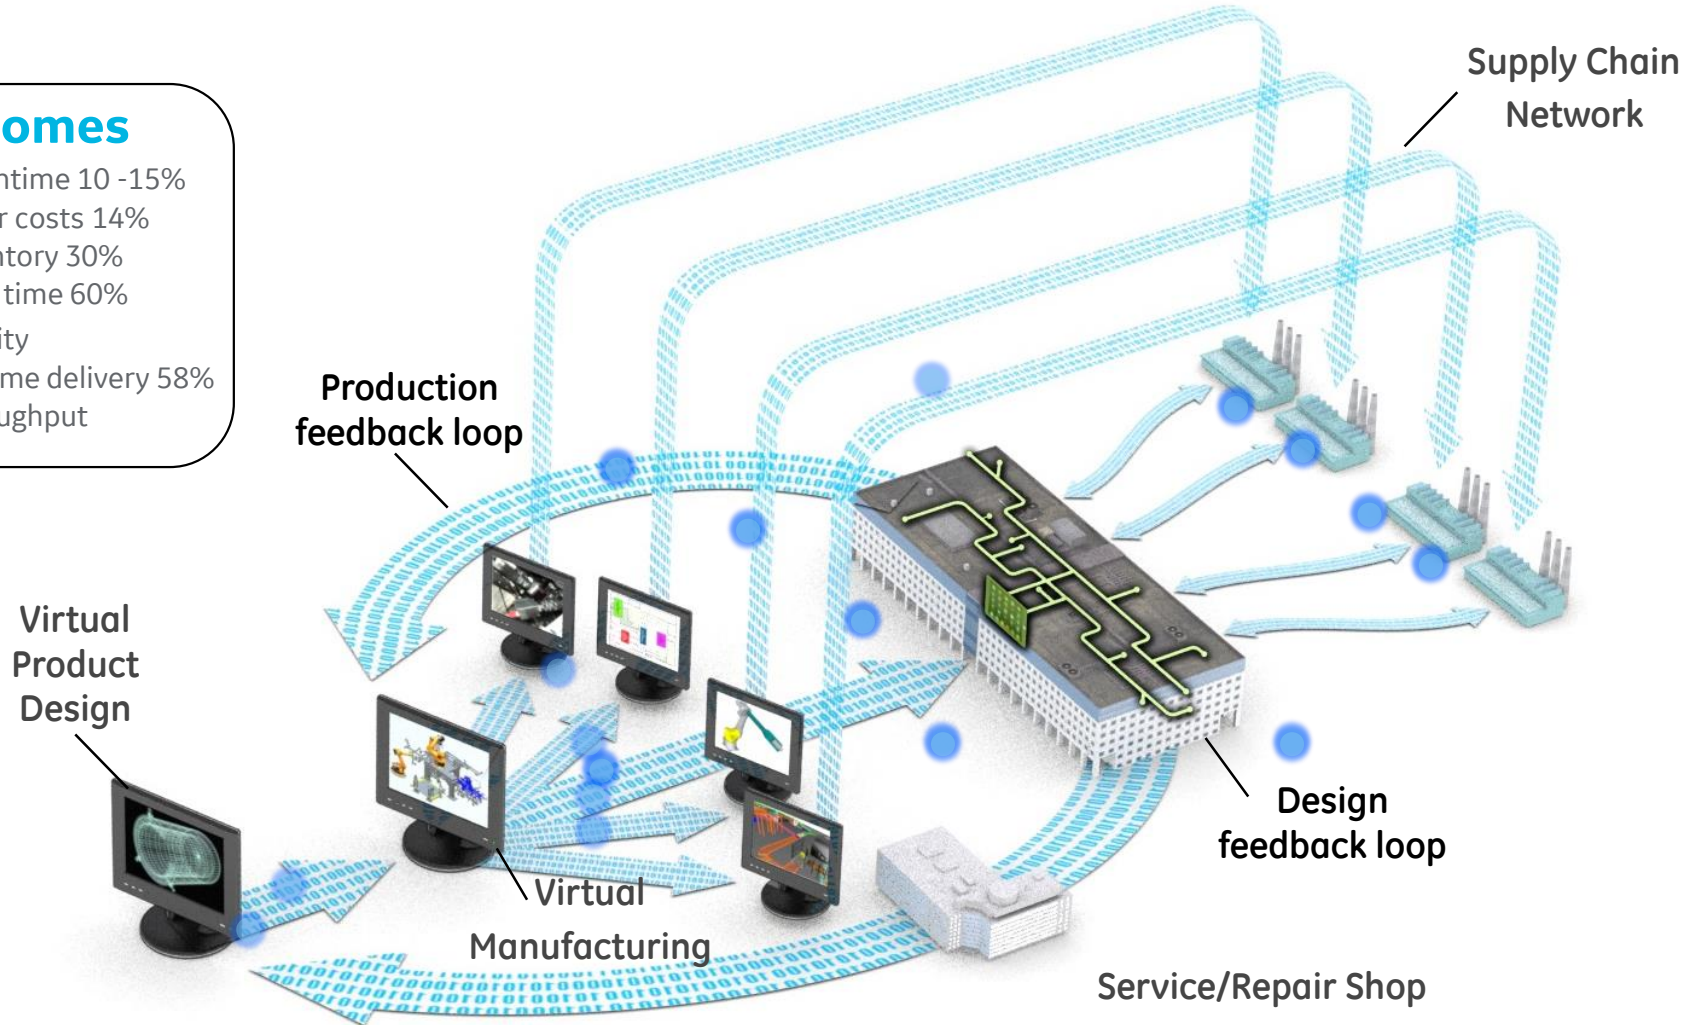 omes
ntime 10 -15%
r costs 14%
ntory 30%
time 60%
ity
me delivery 58%
ughput
Supply Chain
Network
Production
feedback loop
Virtual
Product
Design
Design
feedback loop
Virtual
Manufacturing
Service/Repair Shop